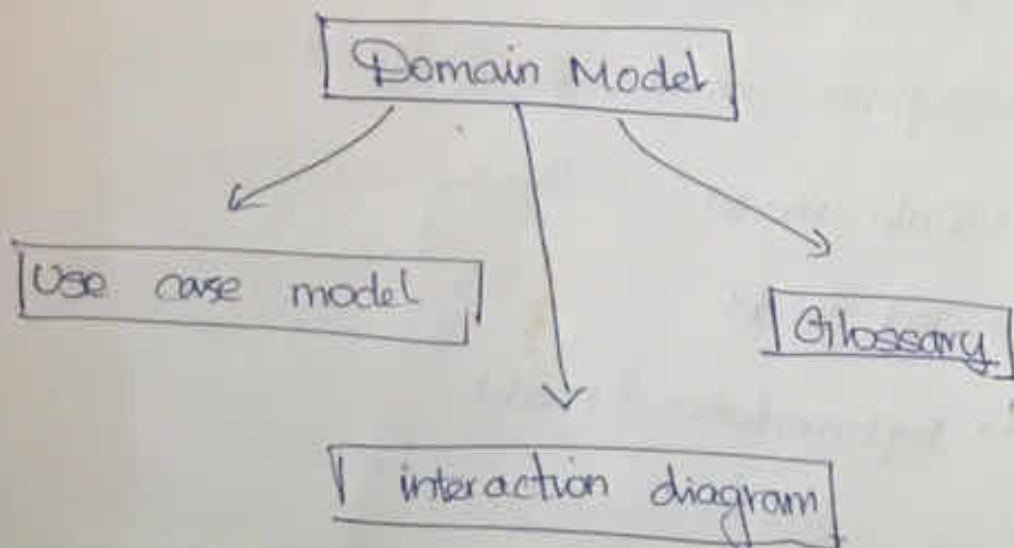 Domain Model
Use case model
Glossary
interaction diagram